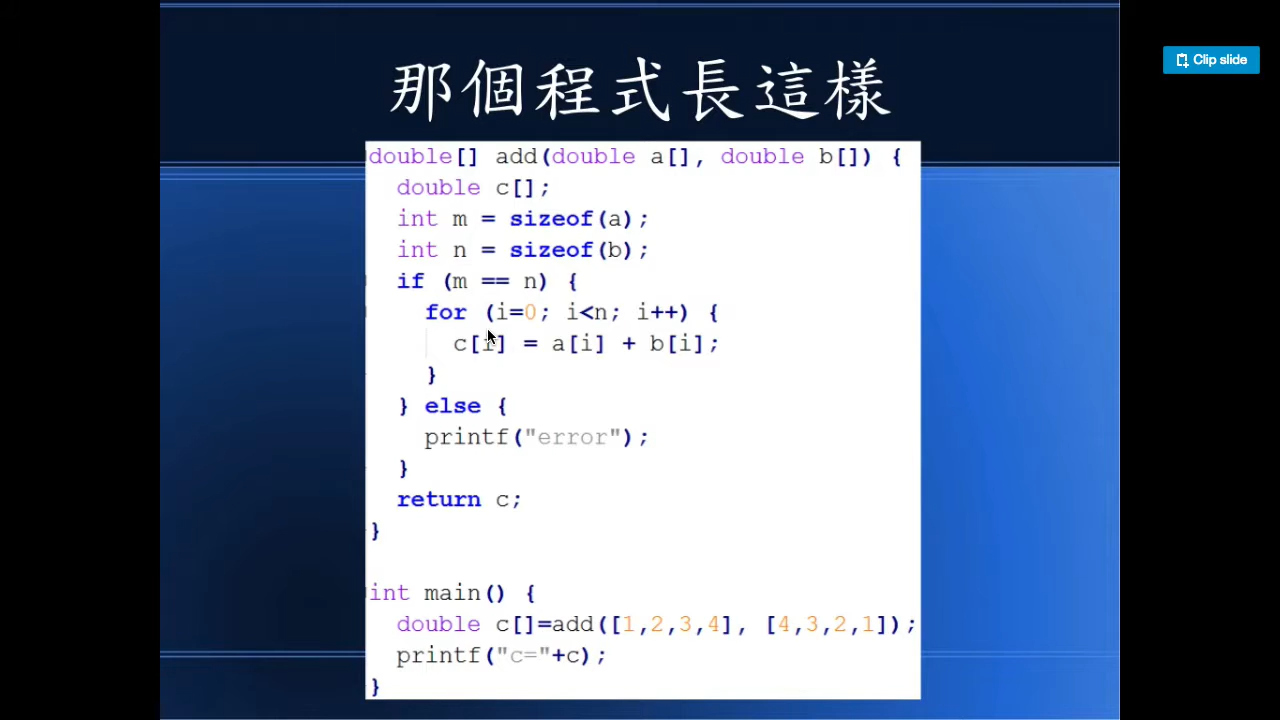 Clip slide
那個程式長這樣
double[] add(double a[], double b[]) {
  double c[];
  int m = sizeof(a);
  int n = sizeof(b);
  if (m == n) {
    for (i=0; i<n; i++) {
      c[i] = a[i] + b[i];
    }
  } else {
    printf("error");
  }
  return c;
}

int main() {
  double c[]=add([1,2,3,4], [4,3,2,1]);
  printf("c="+c);
}